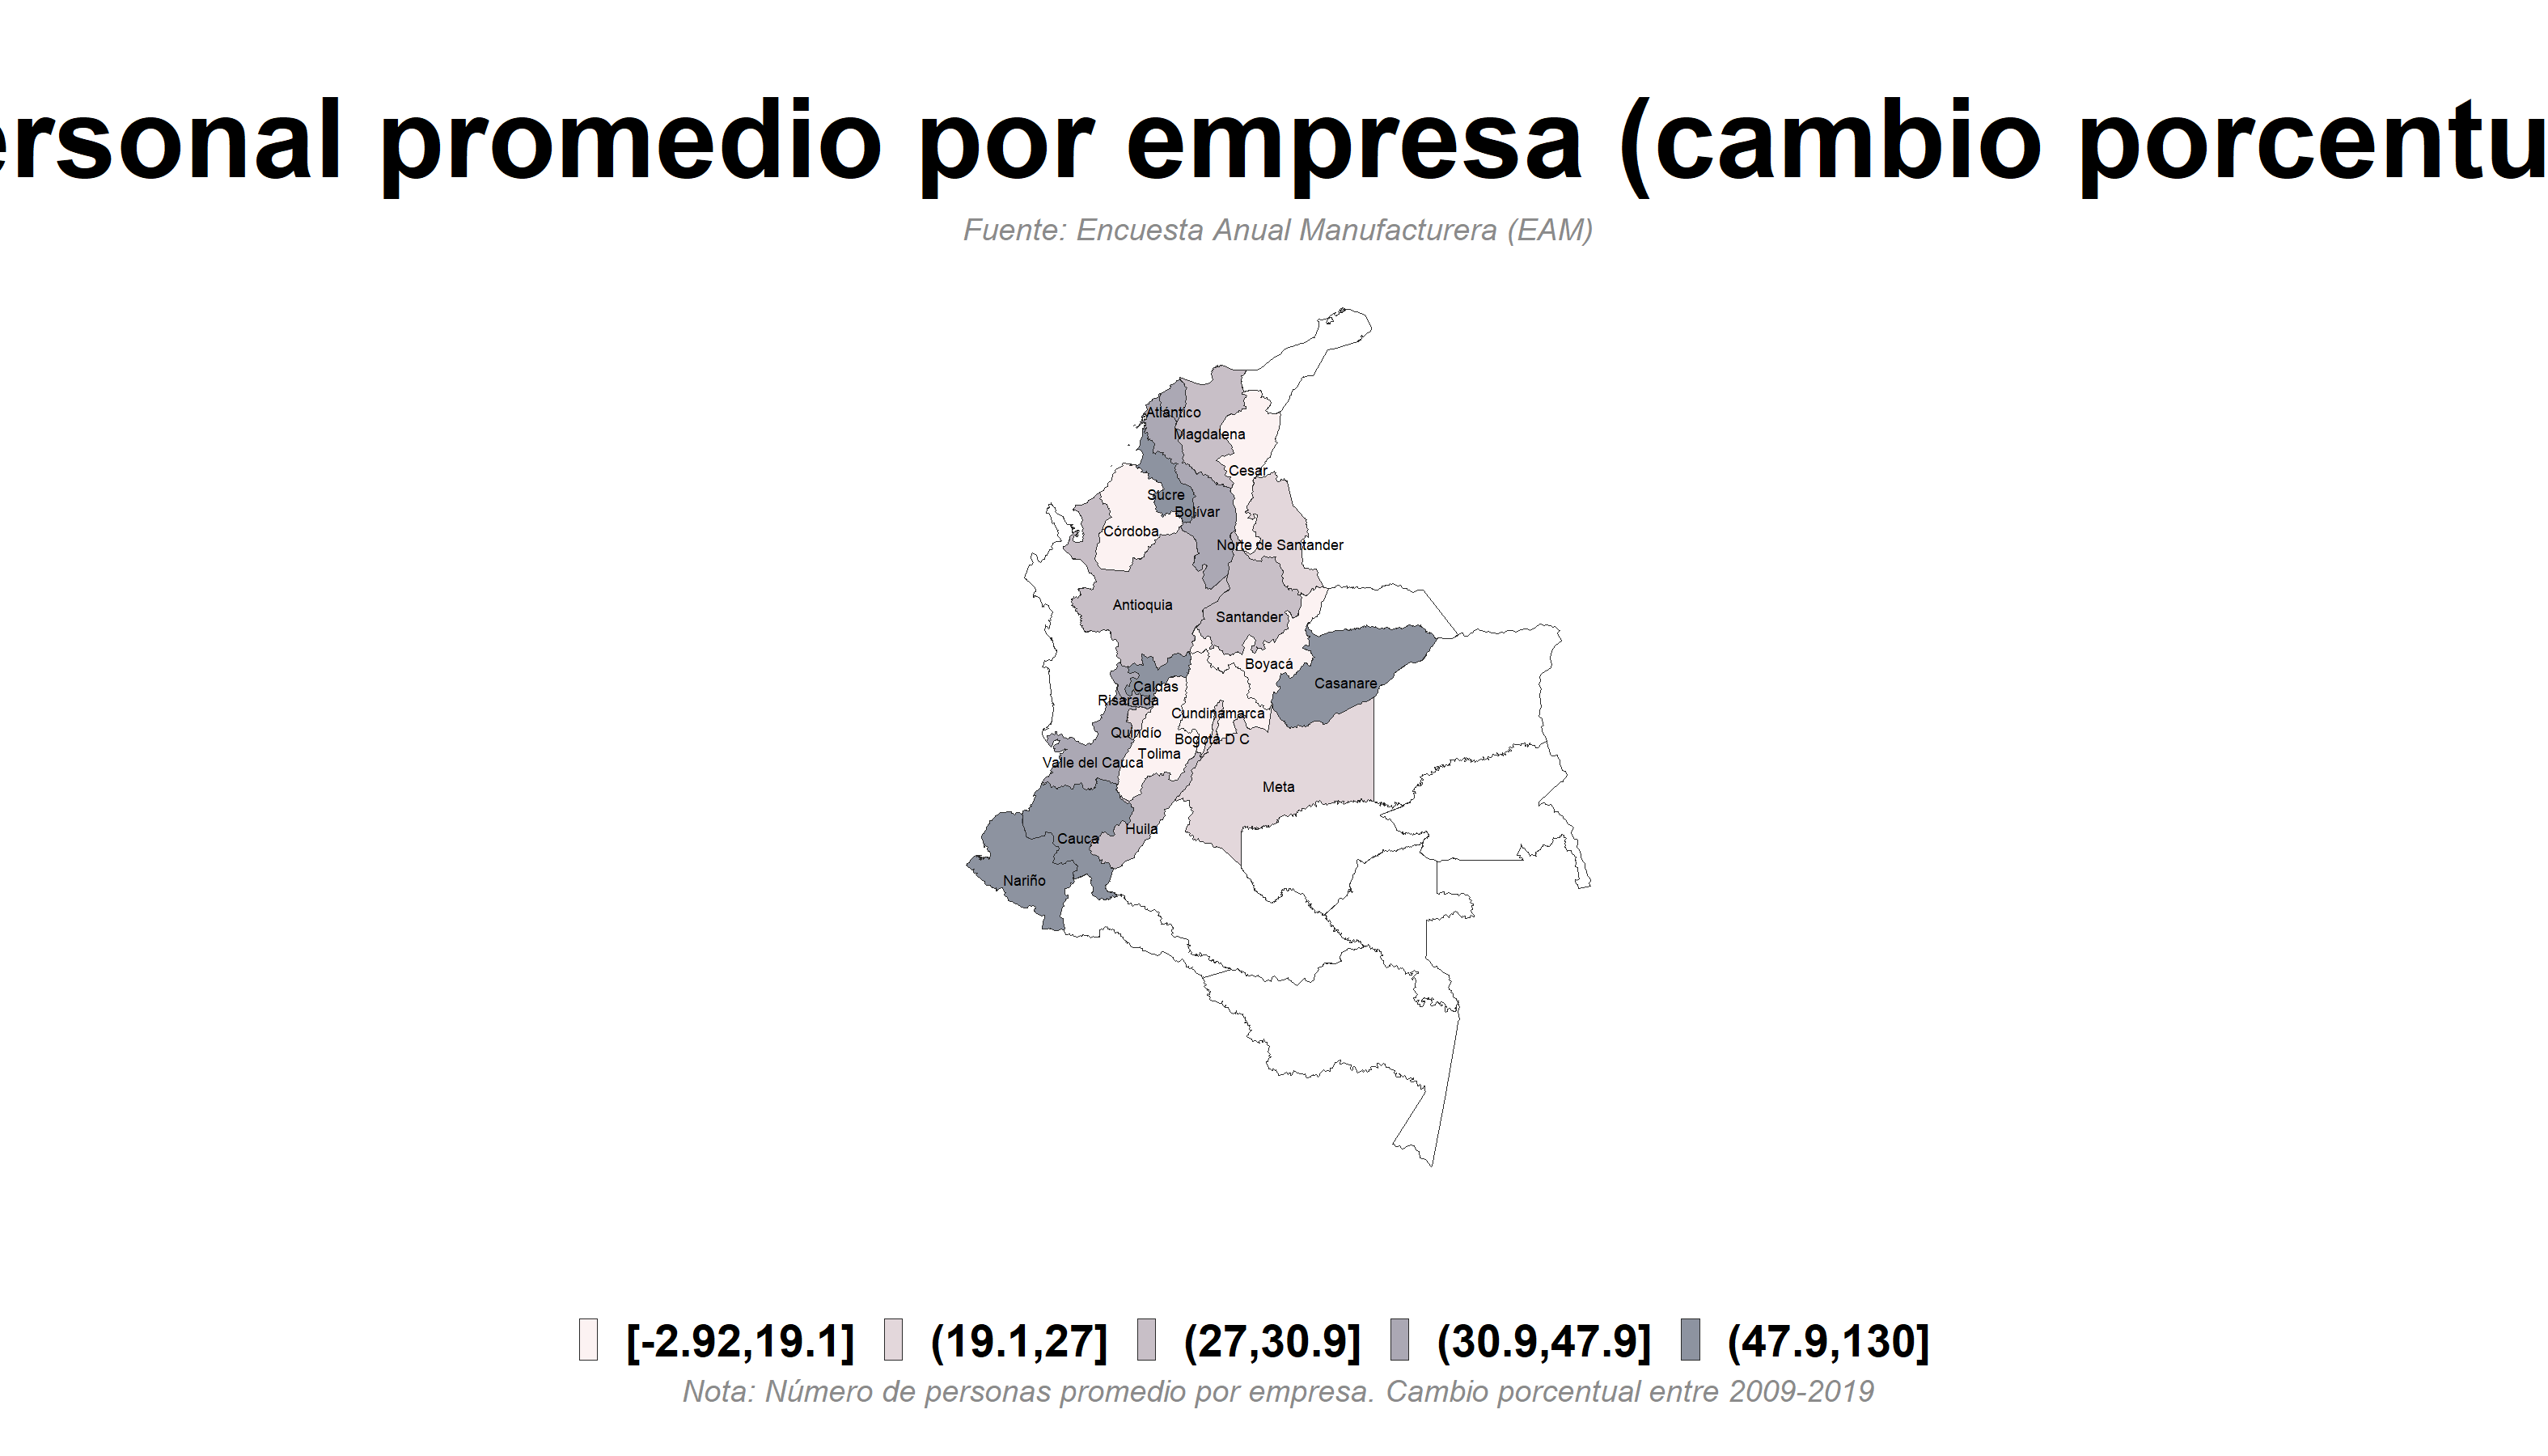 ersonal promedio por empresa (cambio porcentu
Fuente: Encuesta Anual Manufacturera (EAM)
Atlántico
Magdalena
Cesar
Sucre
Bolívar
Córdoba
Norte de Santander
Antioquia
Santander
Boyacá
Casanare
Caldas
Risaralda
Cundinamarca
Quindío
Bogotá D C
Tolima
Valle del Cauca
Meta
Huila
Cauca
Nariño
[-2.92,19.1] (19.1,27] (27,30.9] (30.9,47.9] (47.9,130]
Nota: Número de personas promedio por empresa. Cambio porcentual entre 2009-2019